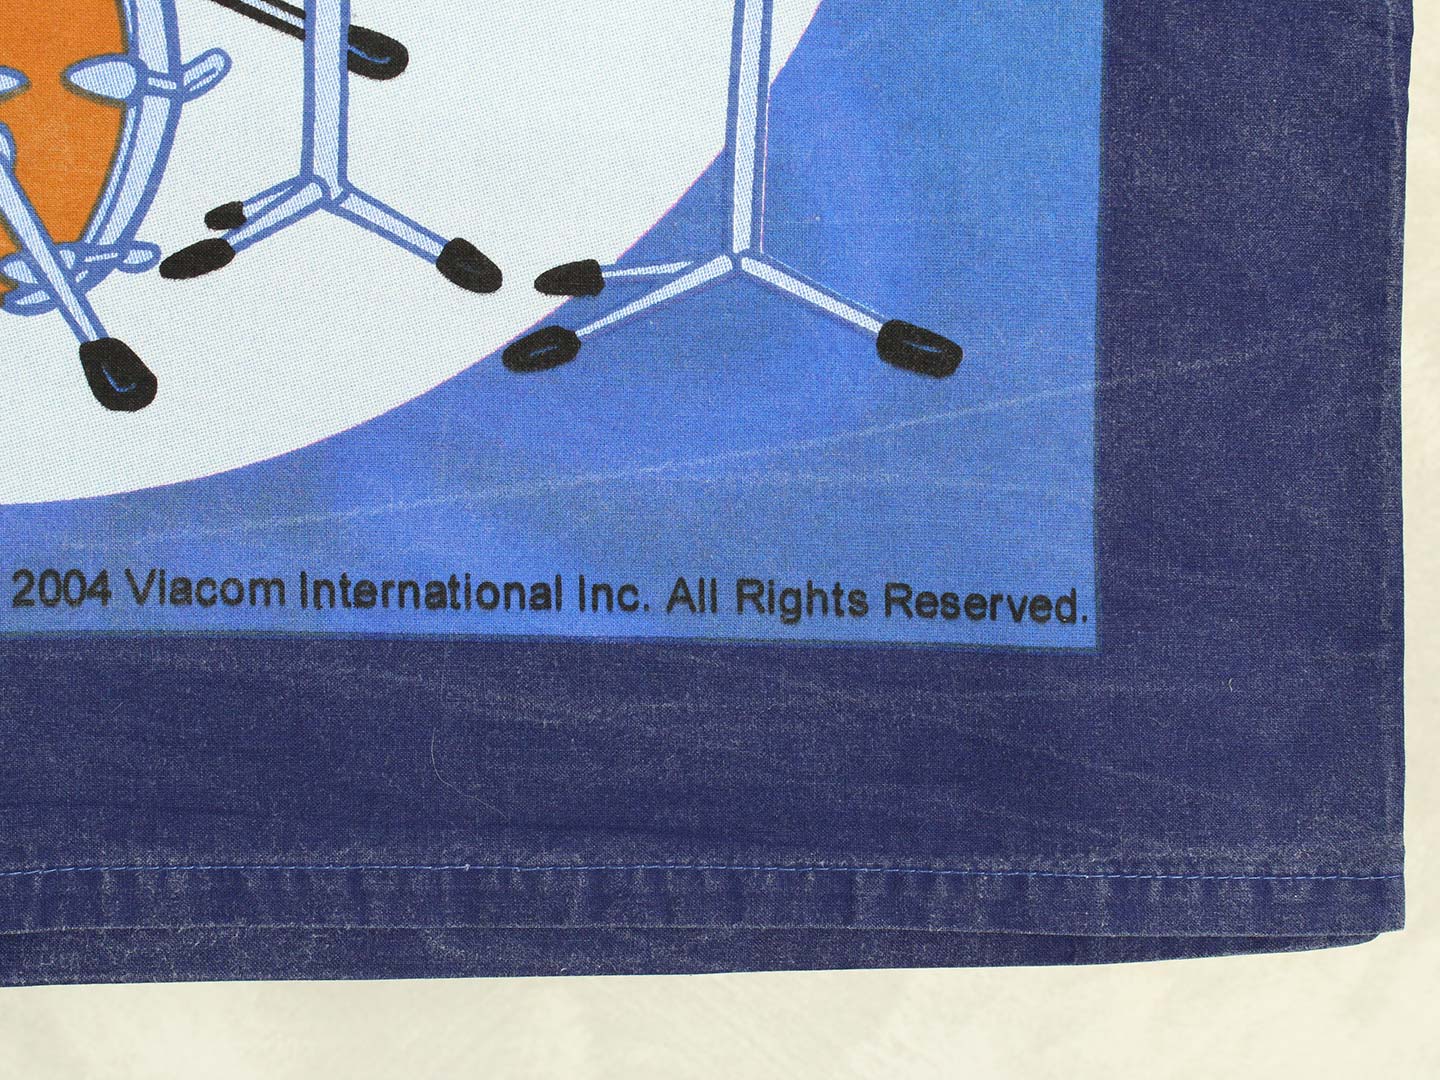 2004 Viacom International Inc. All Rights Reserved.